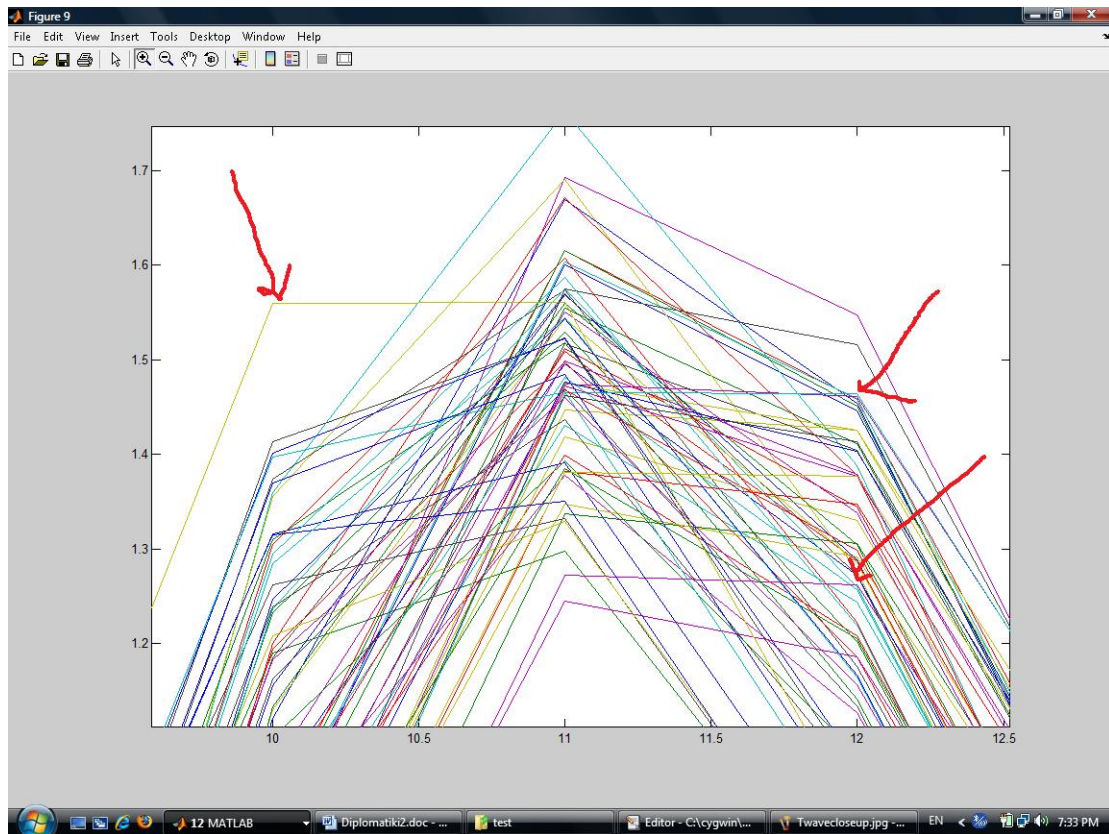 Figure 9
File Edit View Insert Tools Desktop Window Help
1.7
1.6
1.5
1.4
1.3
1.2
10 10.5 11 11.5 12 12.5
12 MATLAB Diplomatiki2.doc - ... test Editor - C:\cygwin\... Twavecloseup.jpg -... EN 7:33 PM